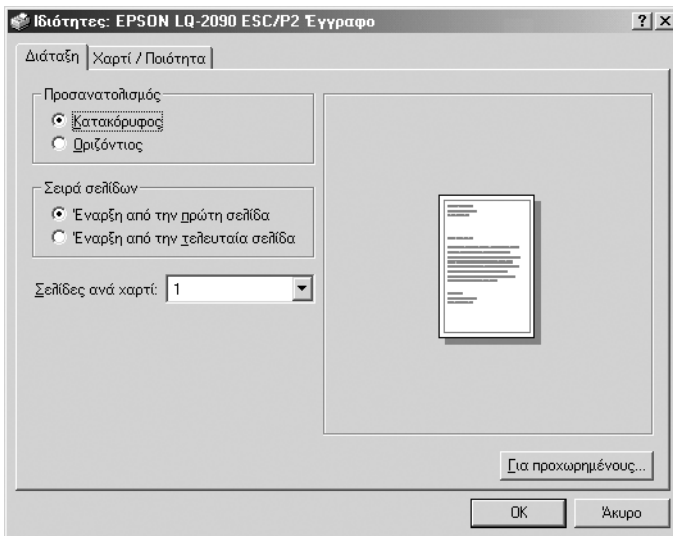 Ιδιότητες: EPSON LQ-2090 ESC/P2 Έγγραφο
Διάταξη
Χαρτί / Ποιότητα
Προσανατολισμός
Κατακόρυφος
Οριζόντιος
Σειρά σελίδων
Έναρξη από την πρώτη σελίδα
Έναρξη από την τελευταία σελίδα
Σελίδες ανά χαρτί: 1
Για προχωρημένους...
OK
Άκυρο